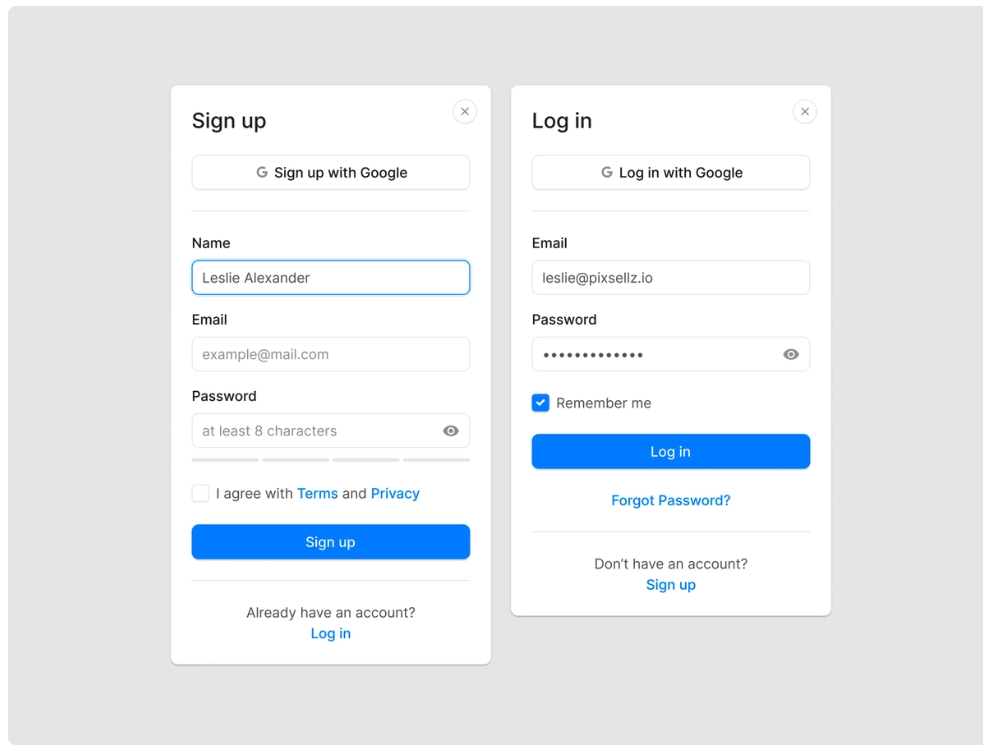 Sign up
G Sign up with Google
Name
Leslie Alexander
Email
example@mail.com
Password
at least 8 characters
I agree with Terms and Privacy
Sign up
Already have an account?
Log in
Log in
G Log in with Google
Email
leslie@pixsellz.io
Password
•••••••••••••
Remember me
Log in
Forgot Password?
Don’t have an account?
Sign up